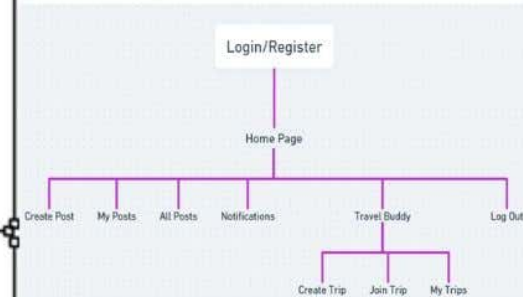 Login/Register
Home Page
Create Post My Posts All Posts Notifications Travel Buddy Log Out
Create Trip Join Trip My Trips